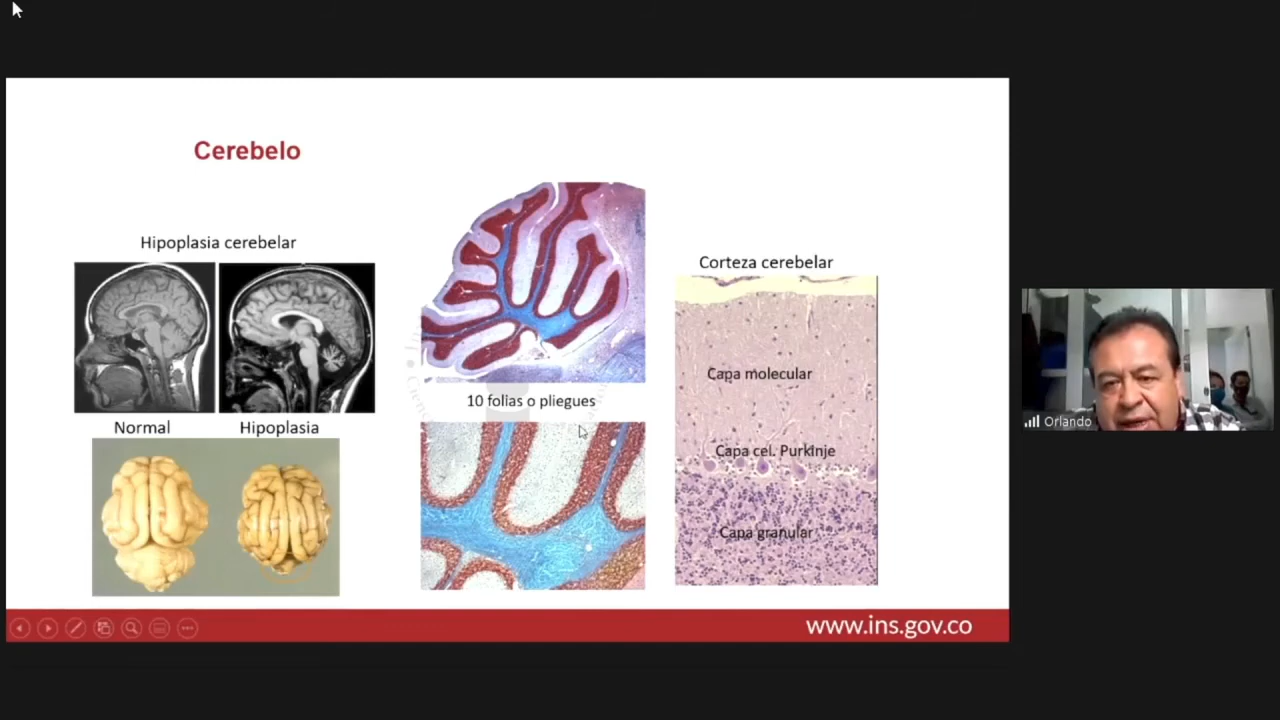 Cerebelo
Hipoplasia cerebelar
Normal
Hipoplasia
10 folias o pliegues
Corteza cerebelar
Capa molecular
Capa cel. Purkinje
Capa granular
www.ins.gov.co
Orlando